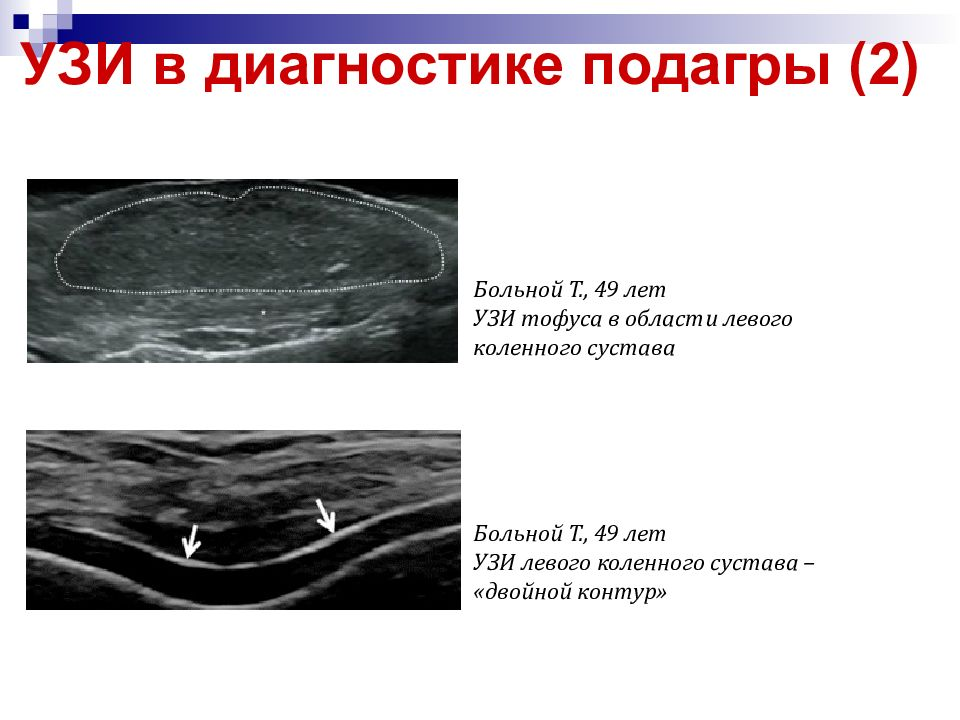 УЗИ в диагностике подагры (2)
Больной Т., 49 лет
УЗИ тофуса в области левого
коленного сустава
Больной Т., 49 лет
УЗИ левого коленного сустава –
«двойной контур»